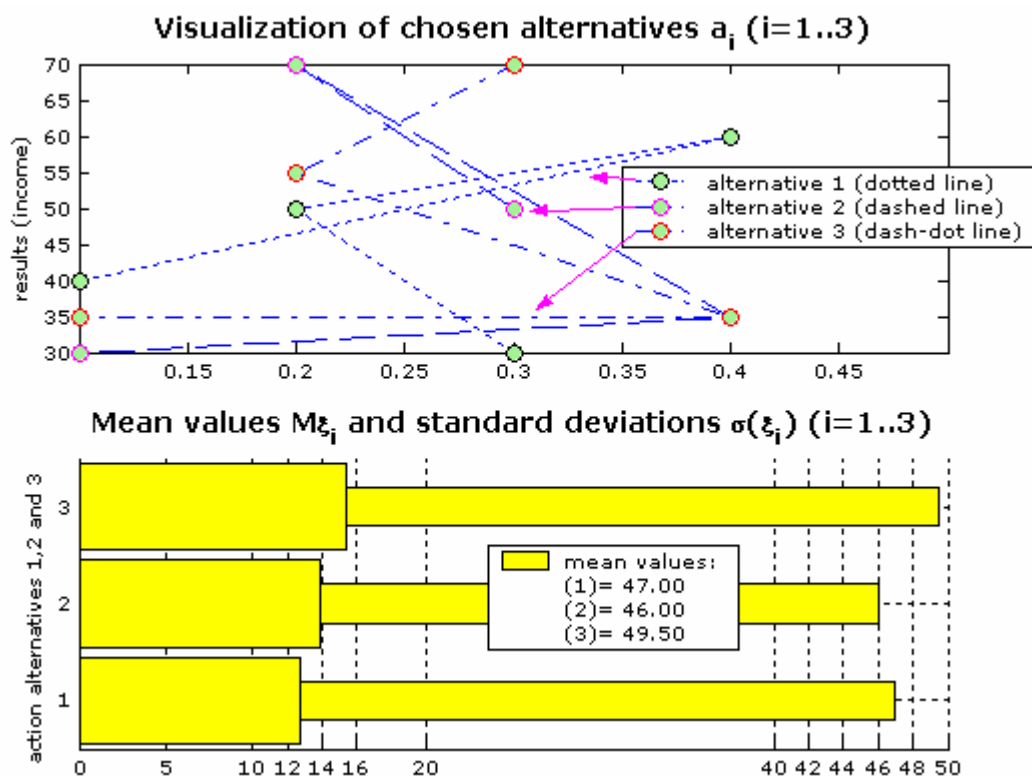 Visualization of chosen alternatives aᵢ (i=1..3)
70
65
60
55
50
45
40
35
30
results (income)
alternative 1 (dotted line)
alternative 2 (dashed line)
alternative 3 (dash-dot line)
0.15 0.2 0.25 0.3 0.35 0.4 0.45
Mean values Mξᵢ and standard deviations σ(ξᵢ) (i=1..3)
action alternatives 1,2 and 3
3
2
1
mean values:
(1)= 47.00
(2)= 46.00
(3)= 49.50
0 5 10 12 14 16 20 40 42 44 46 48 50